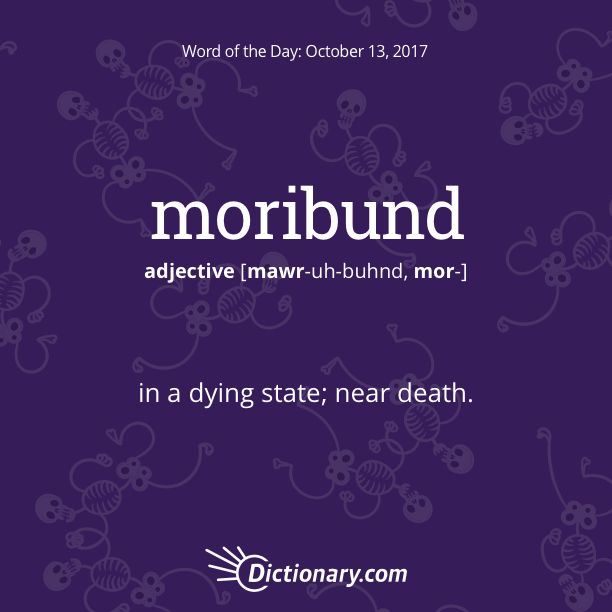 Word of the Day: October 13, 2017
moribund
adjective [mawr-uh-buhnd, mor-]
in a dying state; near death.
Dictionary.com